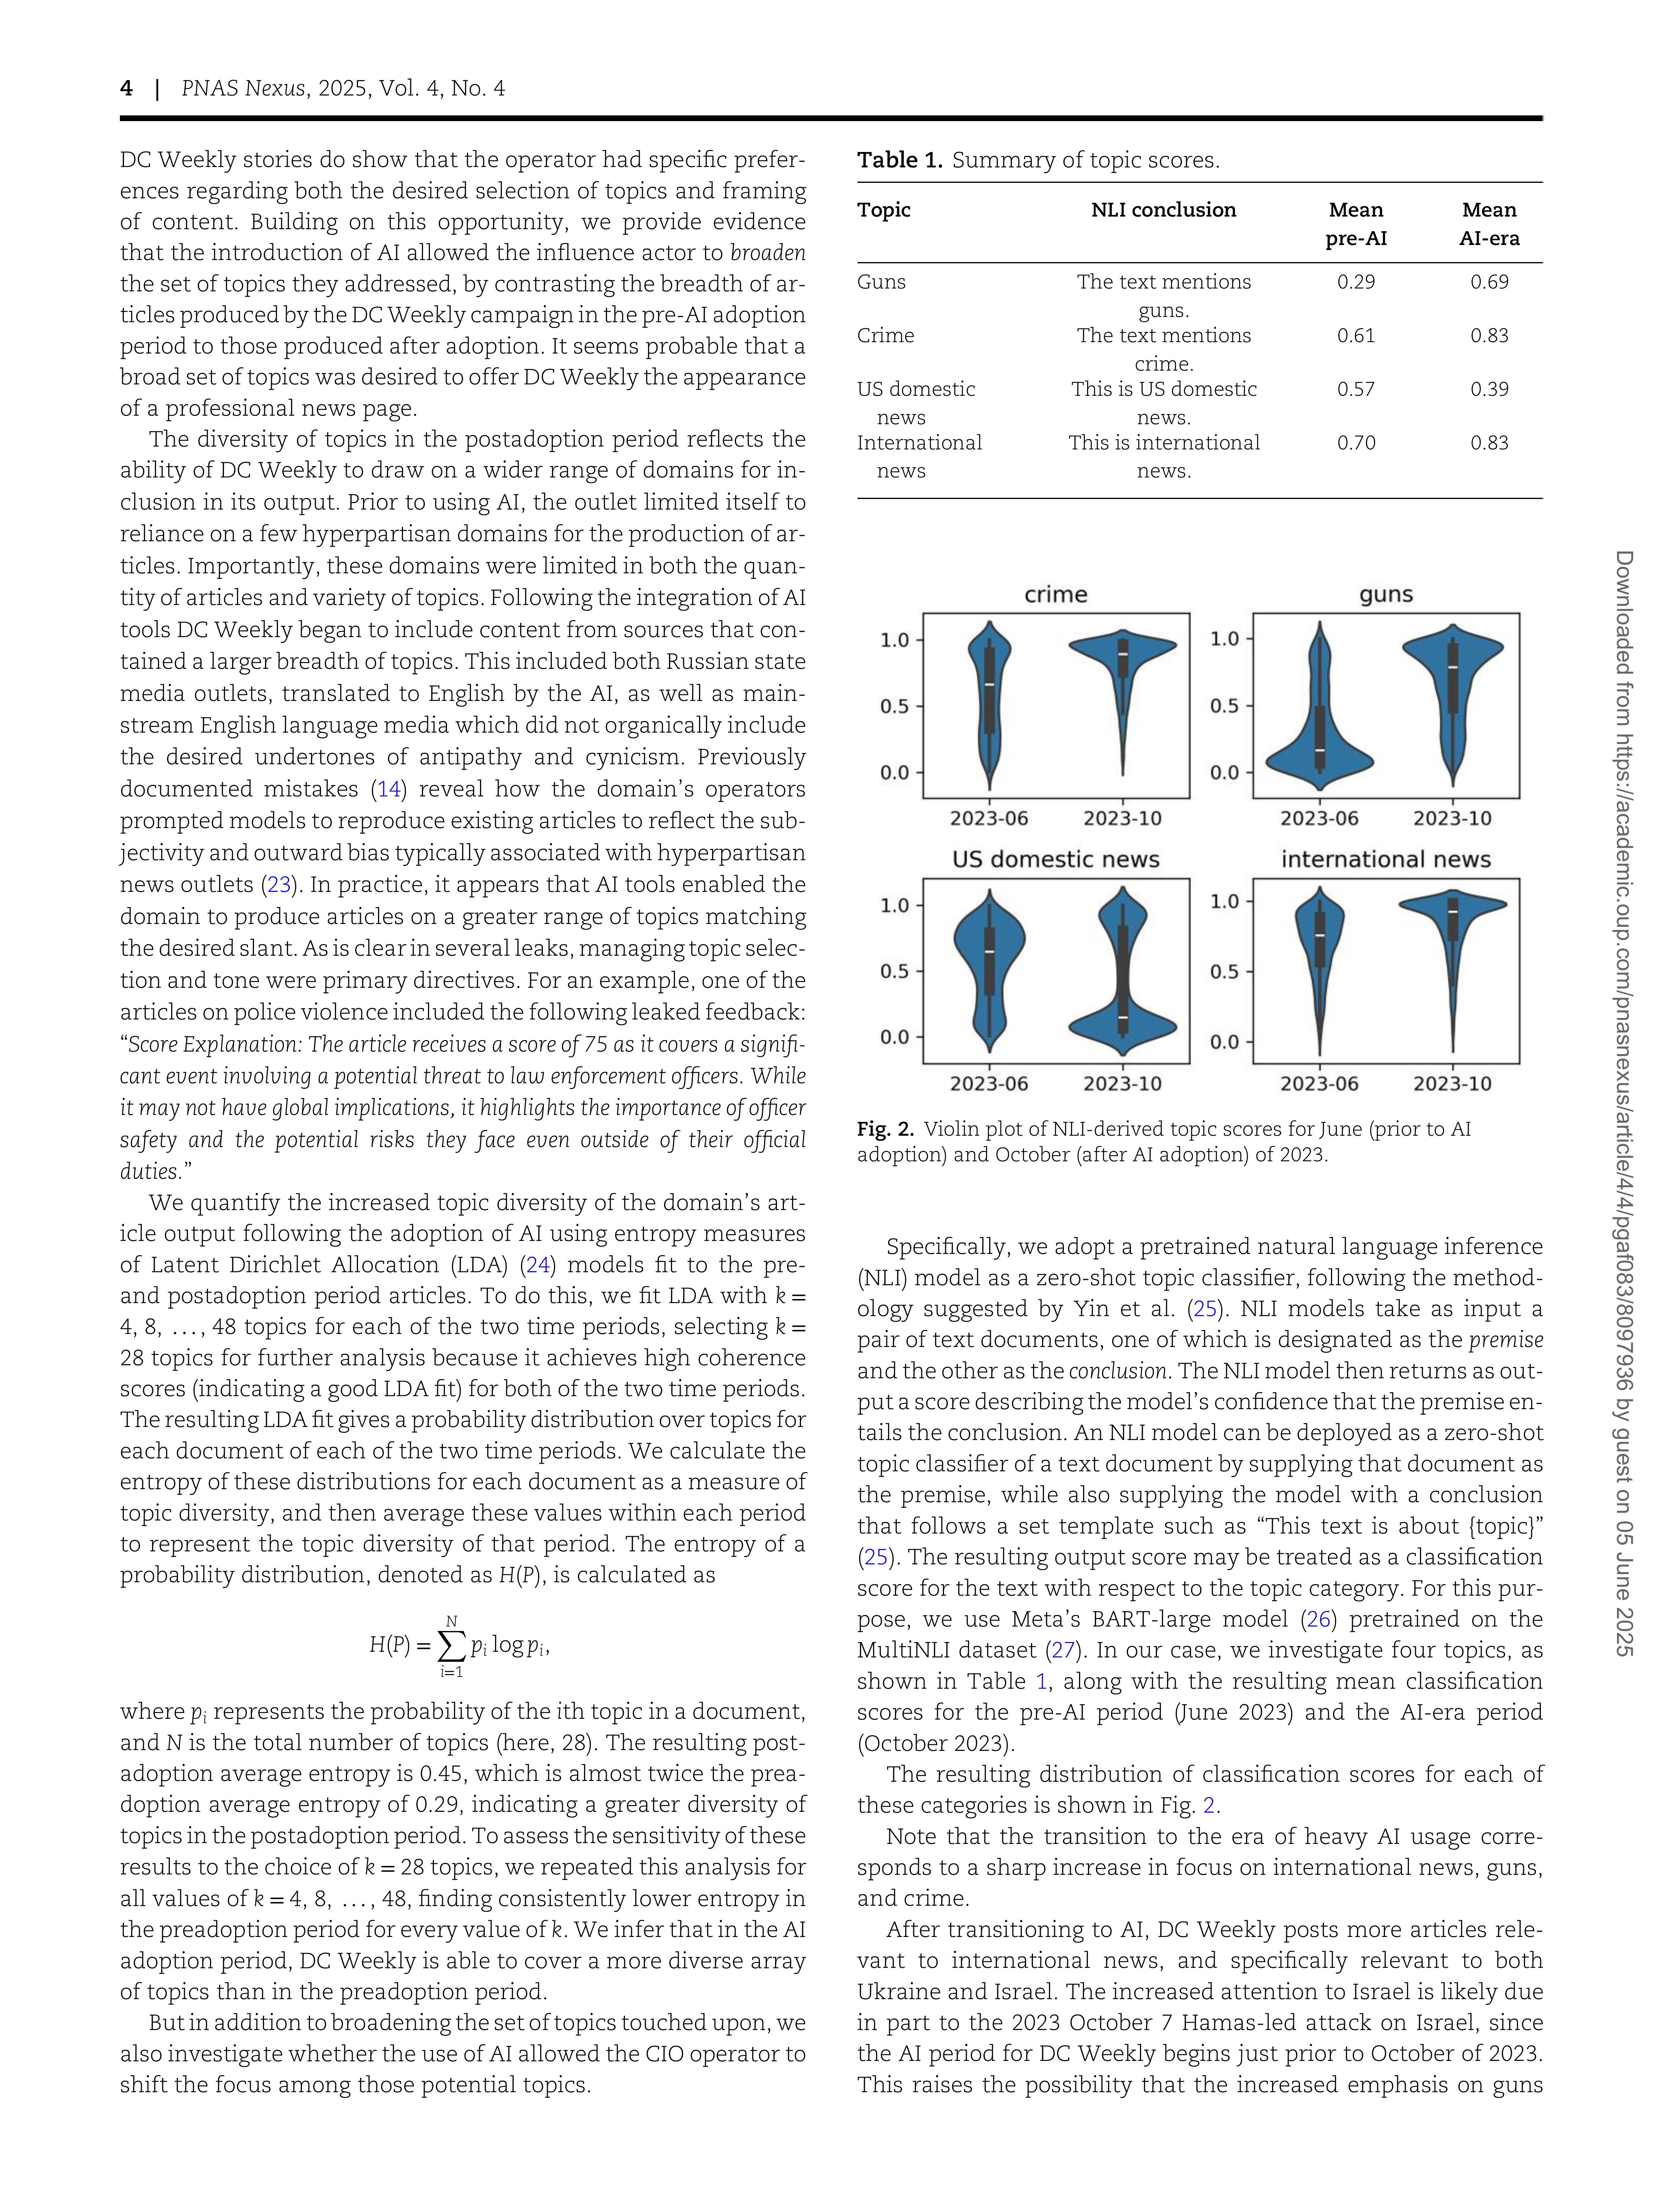 4 | PNAS Nexus, 2025, Vol. 4, No. 4
DC Weekly stories do show that the operator had specific prefer-
ences regarding both the desired selection of topics and framing
of content. Building on this opportunity, we provide evidence
that the introduction of AI allowed the influence actor to broaden
the set of topics they addressed, by contrasting the breadth of ar-
ticles produced by the DC Weekly campaign in the pre-AI adoption
period to those produced after adoption. It seems probable that a
broad set of topics was desired to offer DC Weekly the appearance
of a professional news page.
The diversity of topics in the postadoption period reflects the
ability of DC Weekly to draw on a wider range of domains for in-
clusion in its output. Prior to using AI, the outlet limited itself to
reliance on a few hyperpartisan domains for the production of ar-
ticles. Importantly, these domains were limited in both the quan-
tity of articles and variety of topics. Following the integration of AI
tools DC Weekly began to include content from sources that con-
tained a larger breadth of topics. This included both Russian state
media outlets, translated to English by the AI, as well as main-
stream English language media which did not organically include
the desired undertones of antipathy and cynicism. Previously
documented mistakes (14) reveal how the domain's operators
prompted models to reproduce existing articles to reflect the sub-
jectivity and outward bias typically associated with hyperpartisan
news outlets (23). In practice, it appears that AI tools enabled the
domain to produce articles on a greater range of topics matching
the desired slant. As is clear in several leaks, managing topic selec-
tion and tone were primary directives. For an example, one of the
articles on police violence included the following leaked feedback:
“Score Explanation: The article receives a score of 75 as it covers a signifi-
cant event involving a potential threat to law enforcement officers. While
it may not have global implications, it highlights the importance of officer
safety and the potential risks they face even outside of their official
duties.”
We quantify the increased topic diversity of the domain's art-
icle output following the adoption of AI using entropy measures
of Latent Dirichlet Allocation (LDA) (24) models fit to the pre-
and postadoption period articles. To do this, we fit LDA with k =
4, 8, …, 48 topics for each of the two time periods, selecting k =
28 topics for further analysis because it achieves high coherence
scores (indicating a good LDA fit) for both of the two time periods.
The resulting LDA fit gives a probability distribution over topics for
each document of each of the two time periods. We calculate the
entropy of these distributions for each document as a measure of
topic diversity, and then average these values within each period
to represent the topic diversity of that period. The entropy of a
probability distribution, denoted as H(P), is calculated as
H(P) = ∑_{i=1}^{N} p_i log p_i,
where p_i represents the probability of the ith topic in a document,
and N is the total number of topics (here, 28). The resulting post-
adoption average entropy is 0.45, which is almost twice the prea-
doption average entropy of 0.29, indicating a greater diversity of
topics in the postadoption period. To assess the sensitivity of these
results to the choice of k = 28 topics, we repeated this analysis for
all values of k = 4, 8, …, 48, finding consistently lower entropy in
the preadoption period for every value of k. We infer that in the AI
adoption period, DC Weekly is able to cover a more diverse array
of topics than in the preadoption period.
But in addition to broadening the set of topics touched upon, we
also investigate whether the use of AI allowed the CIO operator to
shift the focus among those potential topics.
Table 1. Summary of topic scores.
Topic NLI conclusion Mean Mean
pre-AI AI-era
Guns The text mentions 0.29 0.69
guns.
Crime The text mentions 0.61 0.83
crime.
US domestic This is US domestic 0.57 0.39
news news.
International This is international 0.70 0.83
news news.
crime guns
1.0 1.0
0.5 0.5
0.0 0.0
2023-06 2023-10 2023-06 2023-10
US domestic news international news
1.0 1.0
0.5 0.5
0.0 0.0
2023-06 2023-10 2023-06 2023-10
Fig. 2. Violin plot of NLI-derived topic scores for June (prior to AI
adoption) and October (after AI adoption) of 2023.
Specifically, we adopt a pretrained natural language inference
(NLI) model as a zero-shot topic classifier, following the method-
ology suggested by Yin et al. (25). NLI models take as input a
pair of text documents, one of which is designated as the premise
and the other as the conclusion. The NLI model then returns as out-
put a score describing the model's confidence that the premise en-
tails the conclusion. An NLI model can be deployed as a zero-shot
topic classifier of a text document by supplying that document as
the premise, while also supplying the model with a conclusion
that follows a set template such as “This text is about {topic}”
(25). The resulting output score may be treated as a classification
score for the text with respect to the topic category. For this pur-
pose, we use Meta's BART-large model (26) pretrained on the
MultiNLI dataset (27). In our case, we investigate four topics, as
shown in Table 1, along with the resulting mean classification
scores for the pre-AI period (June 2023) and the AI-era period
(October 2023).
The resulting distribution of classification scores for each of
these categories is shown in Fig. 2.
Note that the transition to the era of heavy AI usage corre-
sponds to a sharp increase in focus on international news, guns,
and crime.
After transitioning to AI, DC Weekly posts more articles rele-
vant to international news, and specifically relevant to both
Ukraine and Israel. The increased attention to Israel is likely due
in part to the 2023 October 7 Hamas-led attack on Israel, since
the AI period for DC Weekly begins just prior to October of 2023.
This raises the possibility that the increased emphasis on guns
Downloaded from https://academic.oup.com/pnasnexus/article/4/4/pgaf083/8097936 by guest on 05 June 2025